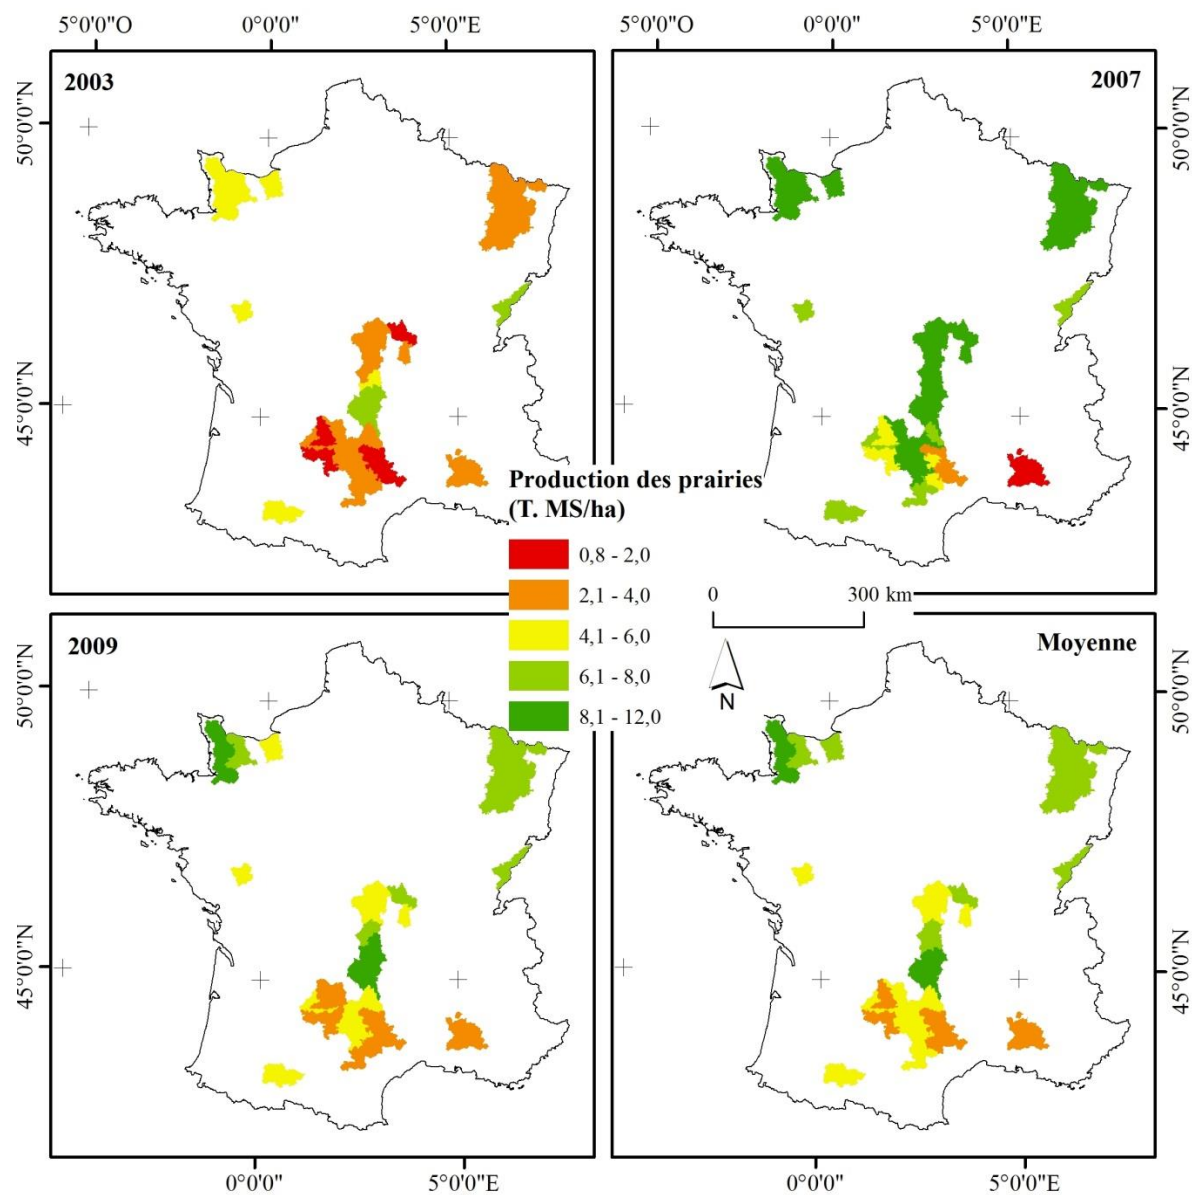 5°0'0"O 0°0'0" 5°0'0"E 0°0'0" 5°0'0"E
2003
2007
50°0'0"N
50°0'0"N
45°0'0"N
45°0'0"N
Production des prairies
(T. MS/ha)
0,8 - 2,0
2,1 - 4,0
4,1 - 6,0
6,1 - 8,0
8,1 - 12,0
0 300 km
N
2009
Moyenne
50°0'0"N
50°0'0"N
45°0'0"N
45°0'0"N
0°0'0" 5°0'0"E 0°0'0" 5°0'0"E